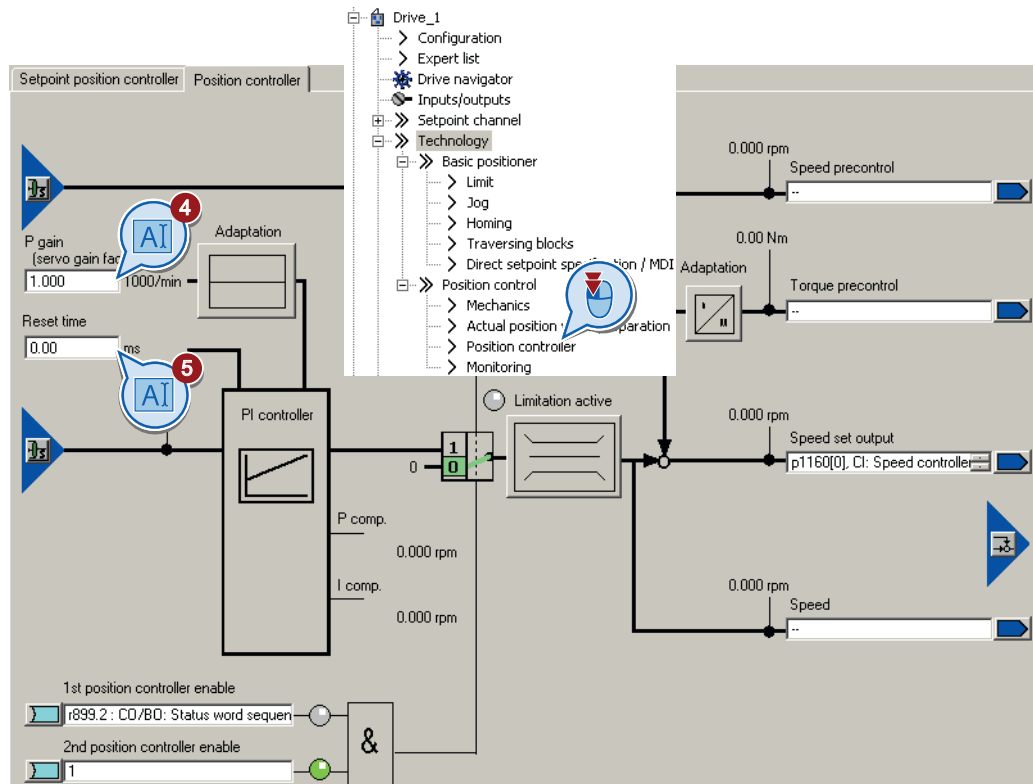 Drive_1
Configuration
Expert list
Drive navigator
Inputs/outputs
Setpoint channel
Technology
Basic positioner
Limit
Jog
Homing
Traversing blocks
Direct setpoint specification / MDI
Position control
Mechanics
Actual position
Position controller
Monitoring
Setpoint position controller
Position controller
0.000 rpm
Speed precontrol
--
4
AI
P gain
(servo gain fac
1.000
1000/min
Adaptation
0.00 Nm
Adaptation
Torque precontrol
--
Reset time
0.00
ms
5
AI
PI controller
Limitation active
1
0
0
0.000 rpm
Speed set output
p1160[0], CI: Speed controller
P comp.
0.000 rpm
I comp.
0.000 rpm
0.000 rpm
Speed
--
1st position controller enable
r899.2 : CO/BO: Status word sequen
&
2nd position controller enable
1